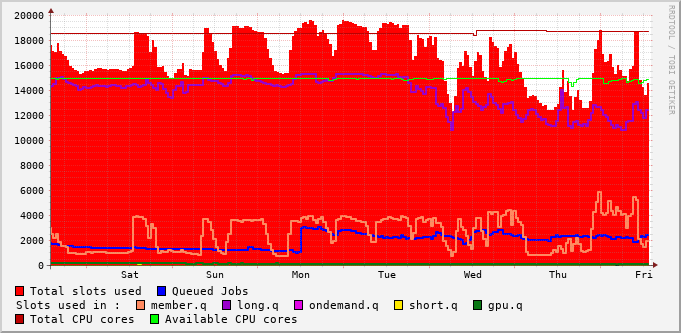 20000
18000
16000
14000
12000
10000
8000
6000
4000
2000
0
Sat Sun Mon Tue Wed Thu Fri
RRDTOOL / TOBI OETIKER
Total slots used Queued Jobs
Slots used in : member.q long.q ondemand.q short.q gpu.q
Total CPU cores Available CPU cores